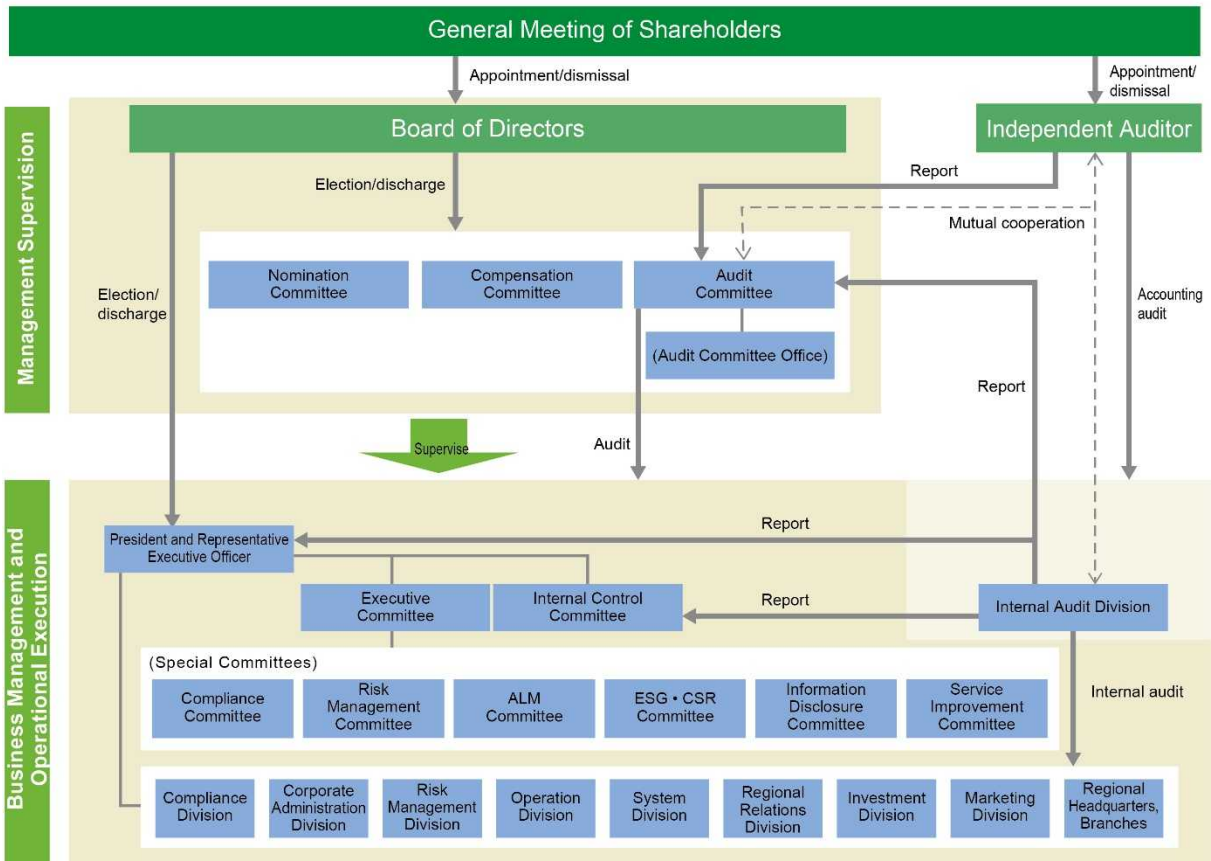 General Meeting of Shareholders
Appointment/dismissal
Appointment/
dismissal
Management Supervision
Board of Directors
Independent Auditor
Election/discharge
Report
Mutual cooperation
Nomination
Committee
Compensation
Committee
Audit
Committee
Election/
discharge
Accounting
audit
(Audit Committee Office)
Report
Supervise
Audit
Business Management and
Operational Execution
President and Representative
Executive Officer
Report
Executive
Committee
Internal Control
Committee
Report
Internal Audit Division
(Special Committees)
Compliance
Committee
Risk
Management
Committee
ALM
Committee
ESG • CSR
Committee
Information
Disclosure
Committee
Service
Improvement
Committee
Internal audit
Compliance
Division
Corporate
Administration
Division
Risk
Management
Division
Operation
Division
System
Division
Regional
Relations
Division
Investment
Division
Marketing
Division
Regional
Headquarters,
Branches